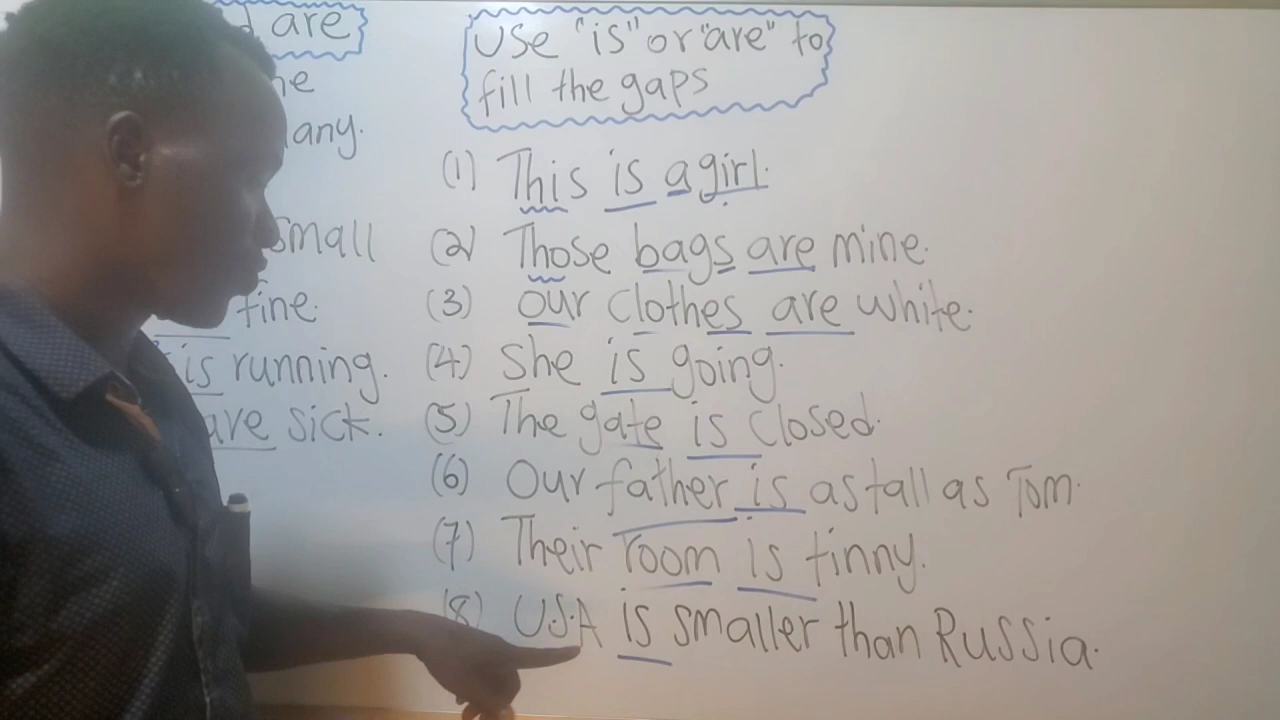 are
any.
small
fine.
is running.
are sick.
Use "is" or "are" to
fill the gaps
(1) This is a girl.
(2) Those bags are mine.
(3) Our clothes are white.
(4) She is going.
(5) The gate is closed.
(6) Our father is as tall as Tom.
(7) Their room is tinny.
(8) U.S.A is smaller than Russia.